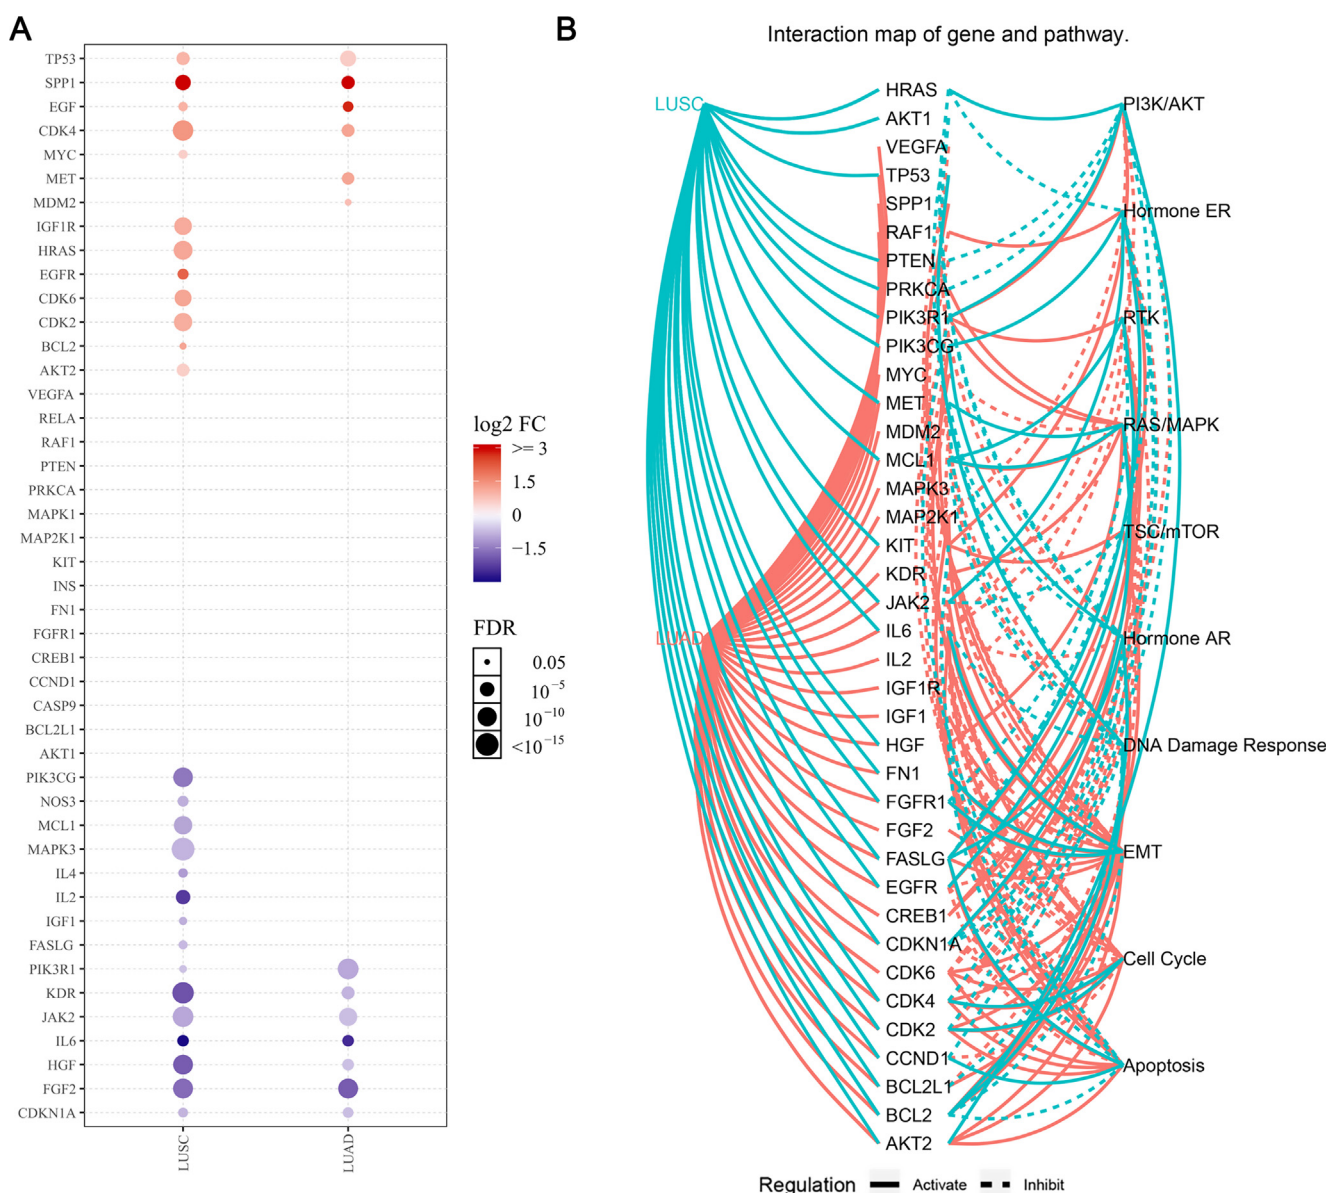 A
TP53
SPP1
EGF
CDK4
MYC
MET
MDM2
IGF1R
HRAS
EGFR
CDK6
CDK2
BCL2
AKT2
VEGFA
RELA
RAF1
PTEN
PRKCA
MAPK1
MAP2K1
KIT
INS
FN1
FGFR1
CREB1
CCND1
CASP9
BCL2L1
AKT1
PIK3CG
NOS3
MCL1
MAPK3
IL4
IL2
IGF1
FASLG
PIK3R1
KDR
JAK2
IL6
HGF
FGF2
CDKN1A
LUSC
LUAD
log2 FC
>= 3
1.5
0
−1.5
FDR
0.05
10−5
10−10
<10−15
B
Interaction map of gene and pathway.
LUSC
LUAD
HRAS
AKT1
VEGFA
TP53
SPP1
RAF1
PTEN
PRKCA
PIK3R1
PIK3CG
MYC
MET
MDM2
MCL1
MAPK3
MAP2K1
KIT
KDR
JAK2
IL6
IL2
IGF1R
IGF1
HGF
FN1
FGFR1
FGF2
FASLG
EGFR
CREB1
CDKN1A
CDK6
CDK4
CDK2
CCND1
BCL2L1
BCL2
AKT2
PI3K/AKT
Hormone ER
RTK
RAS/MAPK
TSC/mTOR
Hormone AR
DNA Damage Response
EMT
Cell Cycle
Apoptosis
Regulation Activate Inhibit